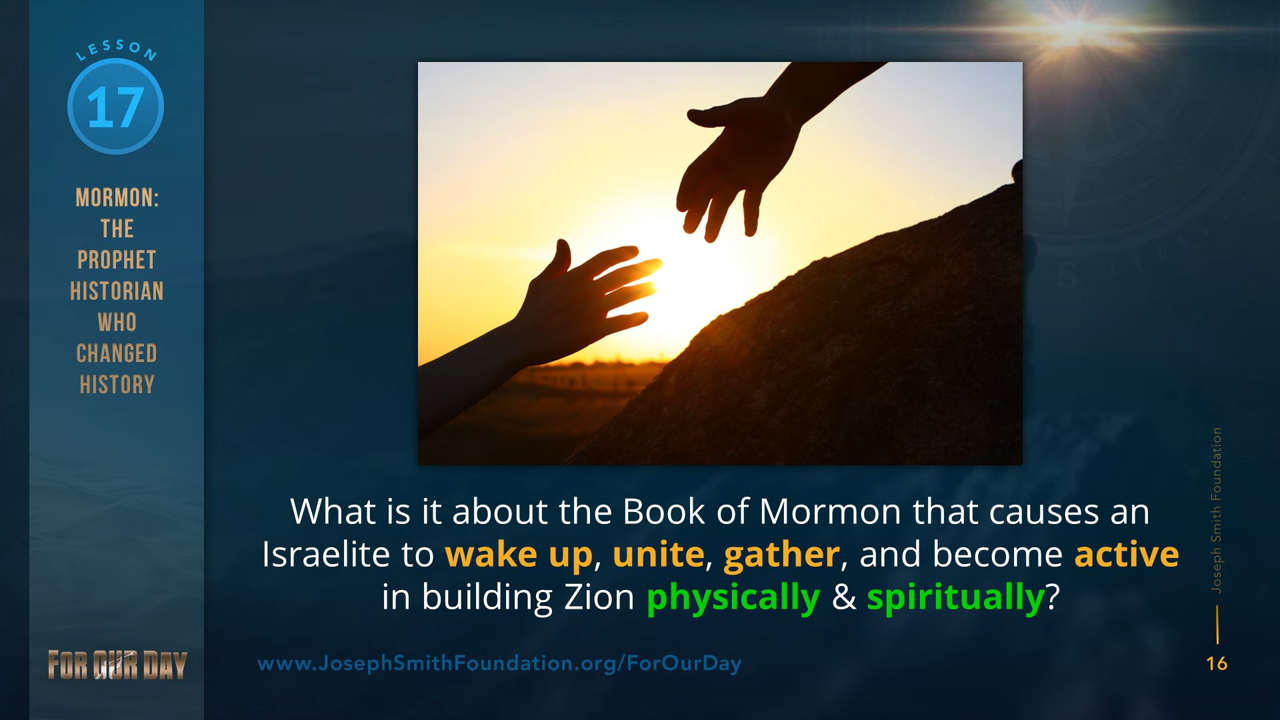 LESSON
17
MORMON:
THE
PROPHET
HISTORIAN
WHO
CHANGED
HISTORY
What is it about the Book of Mormon that causes an
Israelite to wake up, unite, gather, and become active
in building Zion physically & spiritually?
FOR OUR DAY
www.JosephSmithFoundation.org/ForOurDay
Joseph Smith Foundation
16